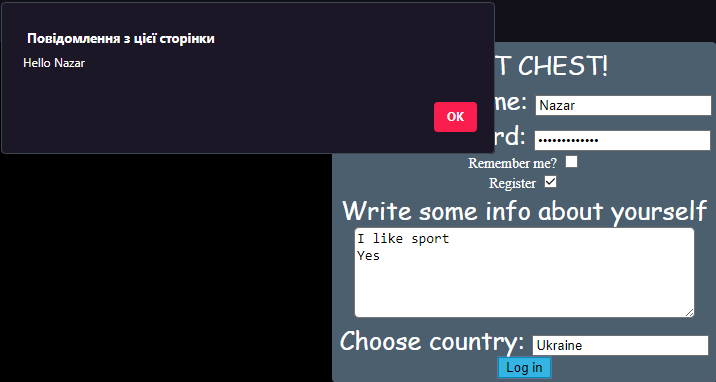 Повідомлення з цієї сторінки
Hello Nazar
OK
T CHEST!
me: Nazar
rd: •••••••••••••
Remember me?
Register
Write some info about yourself
I like sport
Yes
Choose country: Ukraine
Log in